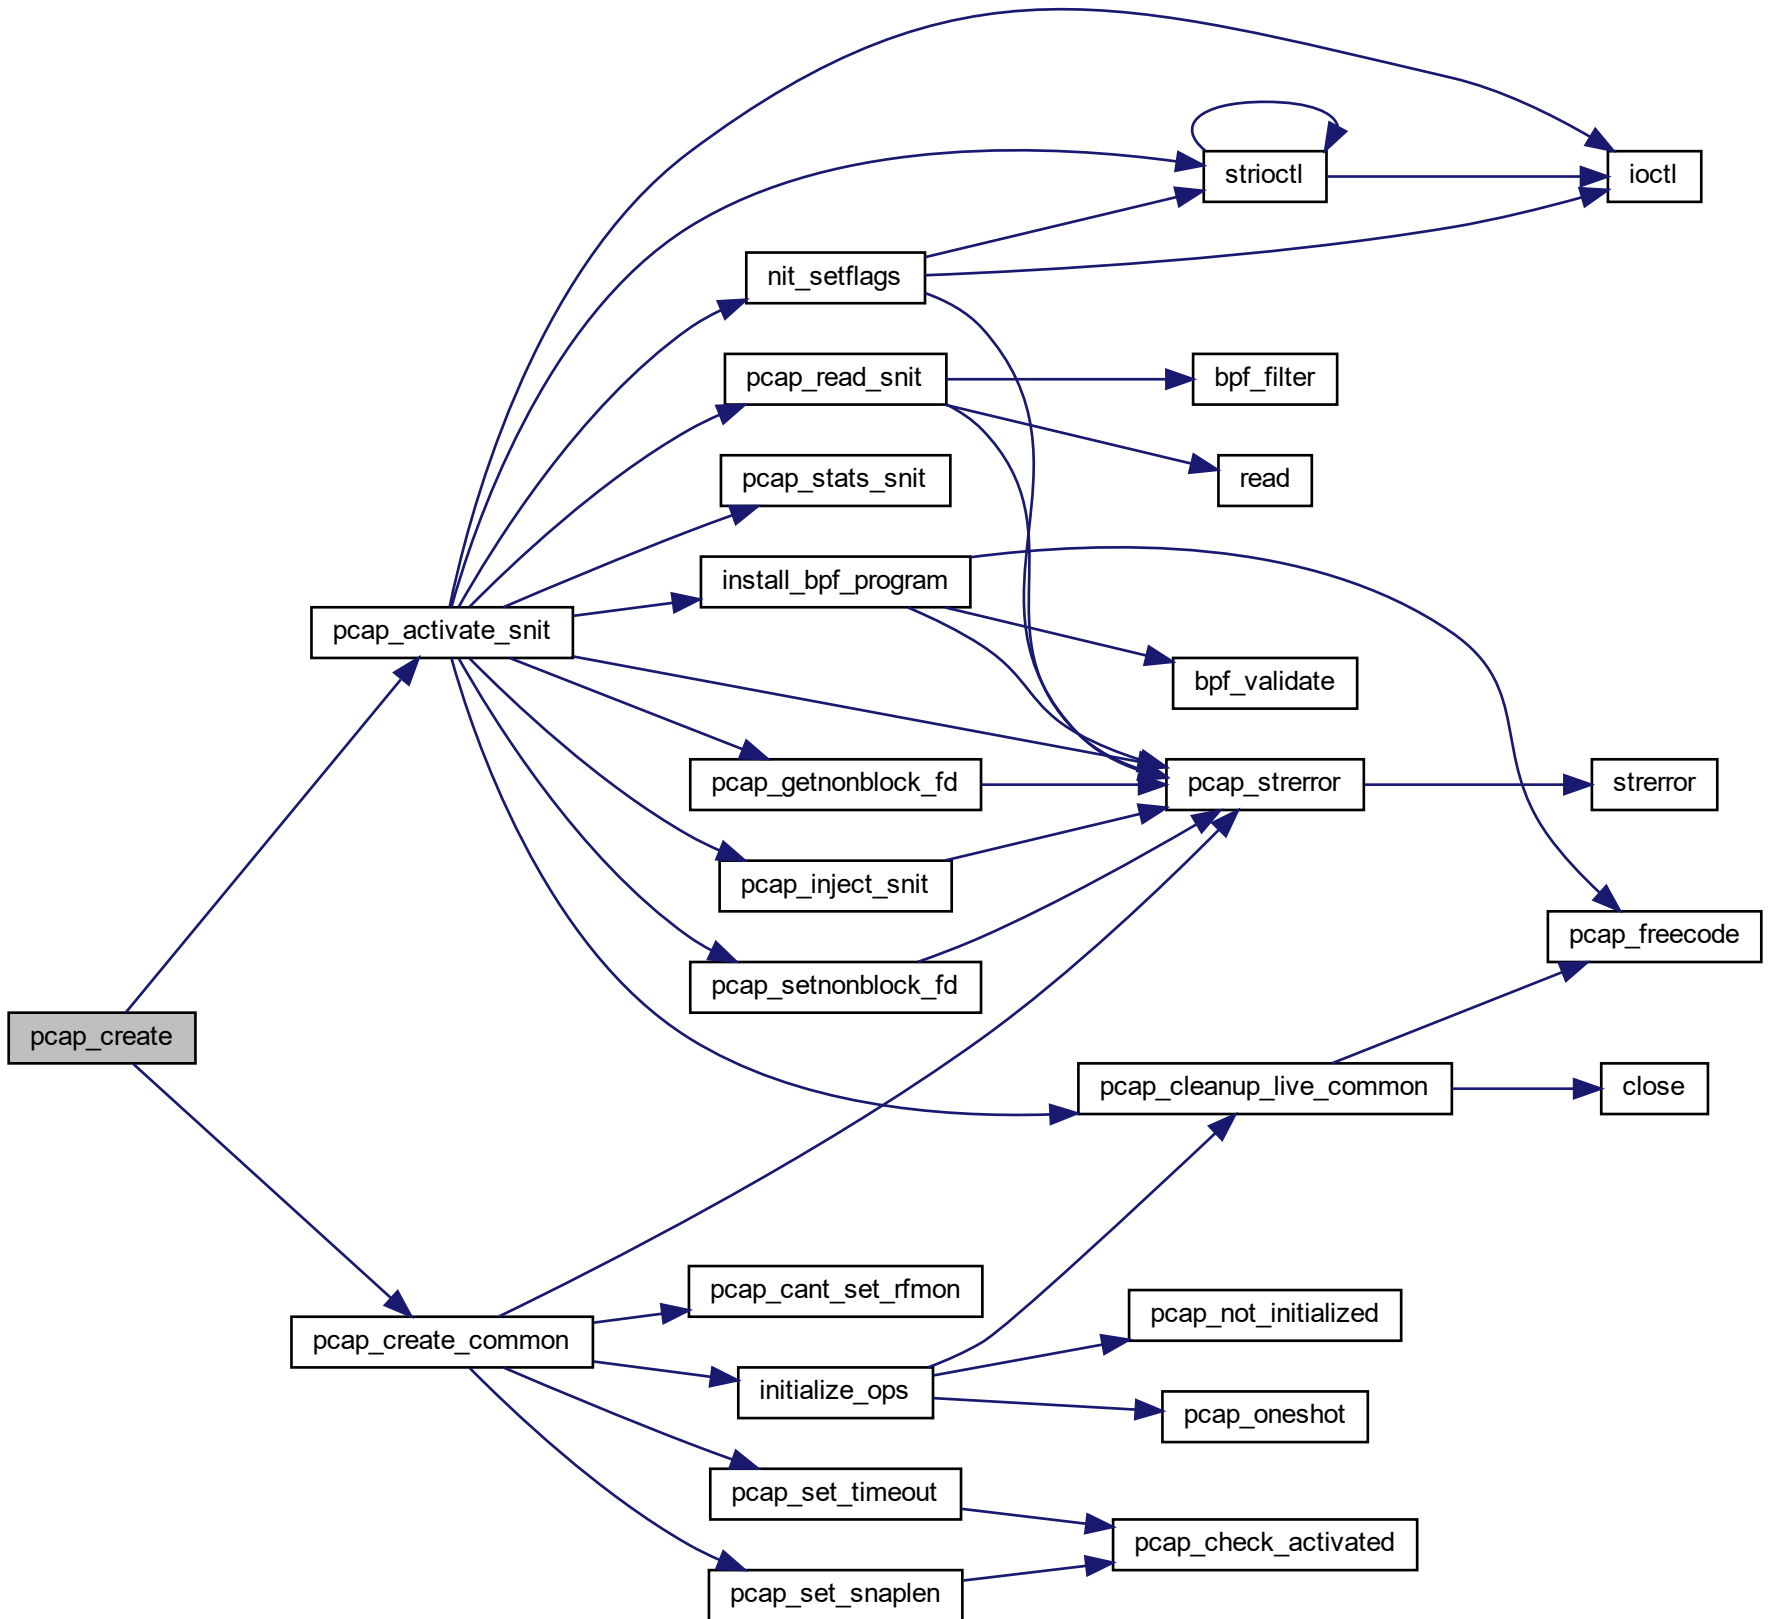 strioctl
ioctl
nit_setflags
pcap_read_snit
bpf_filter
pcap_stats_snit
read
install_bpf_program
pcap_activate_snit
bpf_validate
pcap_getnonblock_fd
pcap_strerror
strerror
pcap_inject_snit
pcap_freecode
pcap_setnonblock_fd
pcap_create
pcap_cleanup_live_common
close
pcap_cant_set_rfmon
pcap_not_initialized
pcap_create_common
initialize_ops
pcap_oneshot
pcap_set_timeout
pcap_check_activated
pcap_set_snaplen